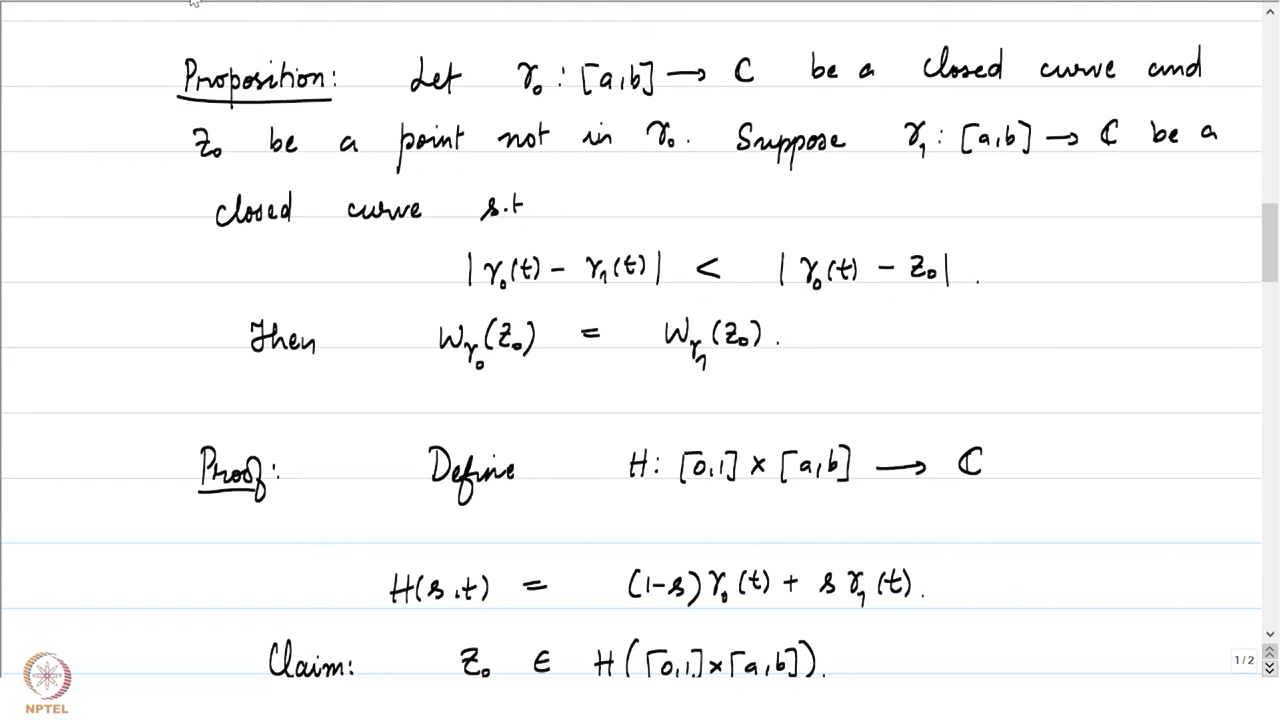 Proposition: Let γ₀ : [a,b] → ℂ be a closed curve and
z₀ be a point not in γ₀. Suppose γ₁ : [a,b] → ℂ be a
closed curve s.t
|γ₀(t) - γ₁(t)| < |γ₀(t) - z₀|.
Then W_γ₀(z₀) = W_γ₁(z₀).
Proof: Define H: [0,1] × [a,b] → ℂ
H(s,t) = (1-s)γ₀(t) + s γ₁(t).
Claim: z₀ ∈ H([0,1]×[a,b]).
1/2
NPTEL